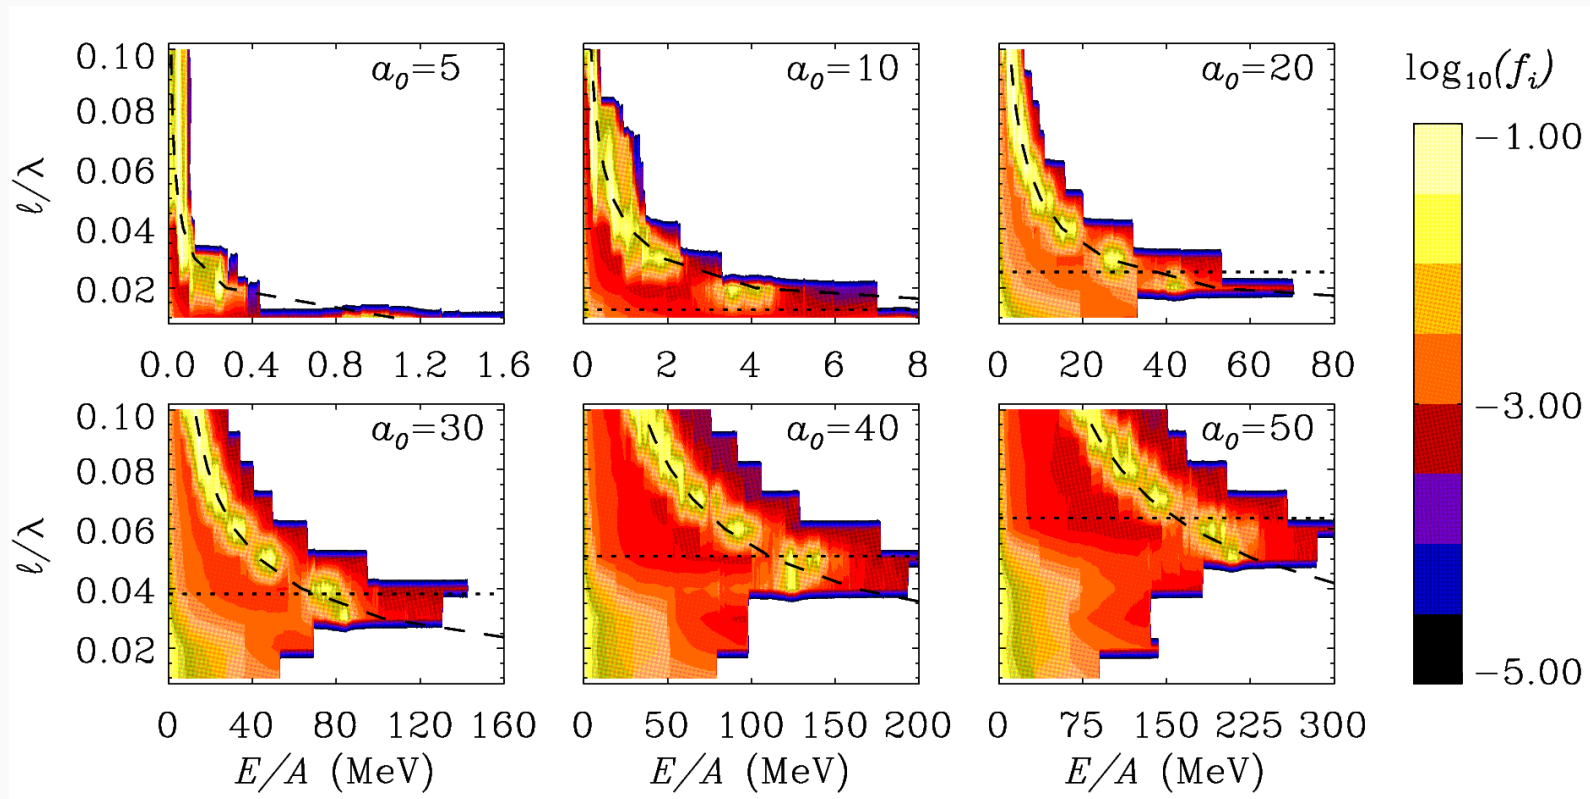 a₀=5
a₀=10
a₀=20
log₁₀(fᵢ)
ℓ/λ
0.10
0.08
0.06
0.04
0.02
0.0 0.4 0.8 1.2 1.6
0 2 4 6 8
0 20 40 60 80
−1.00
−3.00
−5.00
a₀=30
a₀=40
a₀=50
ℓ/λ
0.10
0.08
0.06
0.04
0.02
0 40 80 120 160
0 50 100 150 200
0 75 150 225 300
E/A (MeV)
E/A (MeV)
E/A (MeV)